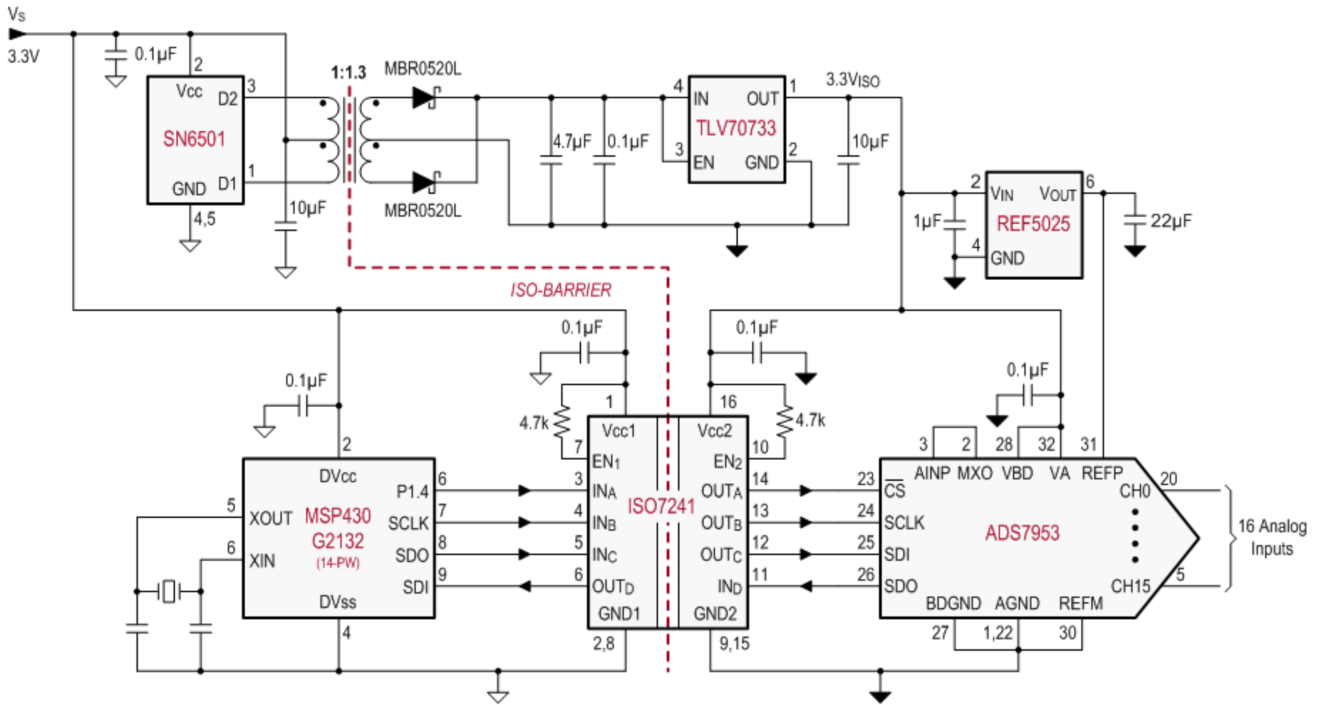 Vs
3.3V
0.1µF
2
Vcc
3
D2
SN6501
1
D1
GND
4,5
10µF
1:1.3
MBR0520L
MBR0520L
4.7µF
0.1µF
4
IN
OUT
1
TLV70733
3
EN
GND
2
3.3VISO
10µF
2
VIN
VOUT
6
1µF
REF5025
22µF
4
GND
ISO-BARRIER
0.1µF
0.1µF
0.1µF
0.1µF
4.7k
1
16
4.7k
2
Vcc1
Vcc2
3
2
28
32
31
7
EN1
EN2
10
AINP
MXO
VBD
VA
REFP
DVcc
P1.4
6
3
INA
OUTA
14
23
CS
CH0
20
5
XOUT
MSP430
SCLK
7
4
INB
ISO7241
OUTB
13
24
SCLK
ADS7953
16 Analog
Inputs
G2132
(14-PW)
6
XIN
SDO
8
5
INC
OUTC
12
25
SDI
SDI
9
6
OUTD
IND
11
26
SDO
CH15
5
DVss
GND1
GND2
BDGND
AGND
REFM
4
2,8
9,15
27
1,22
30